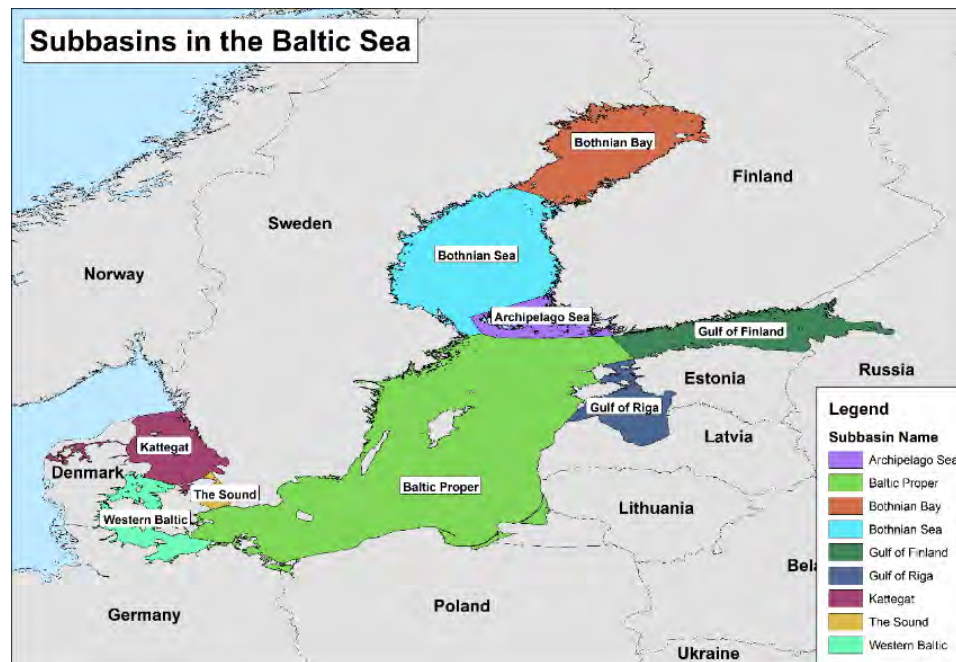 Subbasins in the Baltic Sea
Bothnian Bay
Finland
Sweden
Bothnian Sea
Norway
Archipelago Sea
Gulf of Finland
Estonia
Russia
Gulf of Riga
Latvia
Kattegat
Denmark
The Sound
Baltic Proper
Lithuania
Western Baltic
Germany
Poland
Bela
Ukraine
Legend
Subbasin Name
Archipelago Sea
Baltic Proper
Bothnian Bay
Bothnian Sea
Gulf of Finland
Gulf of Riga
Kattegat
The Sound
Western Baltic